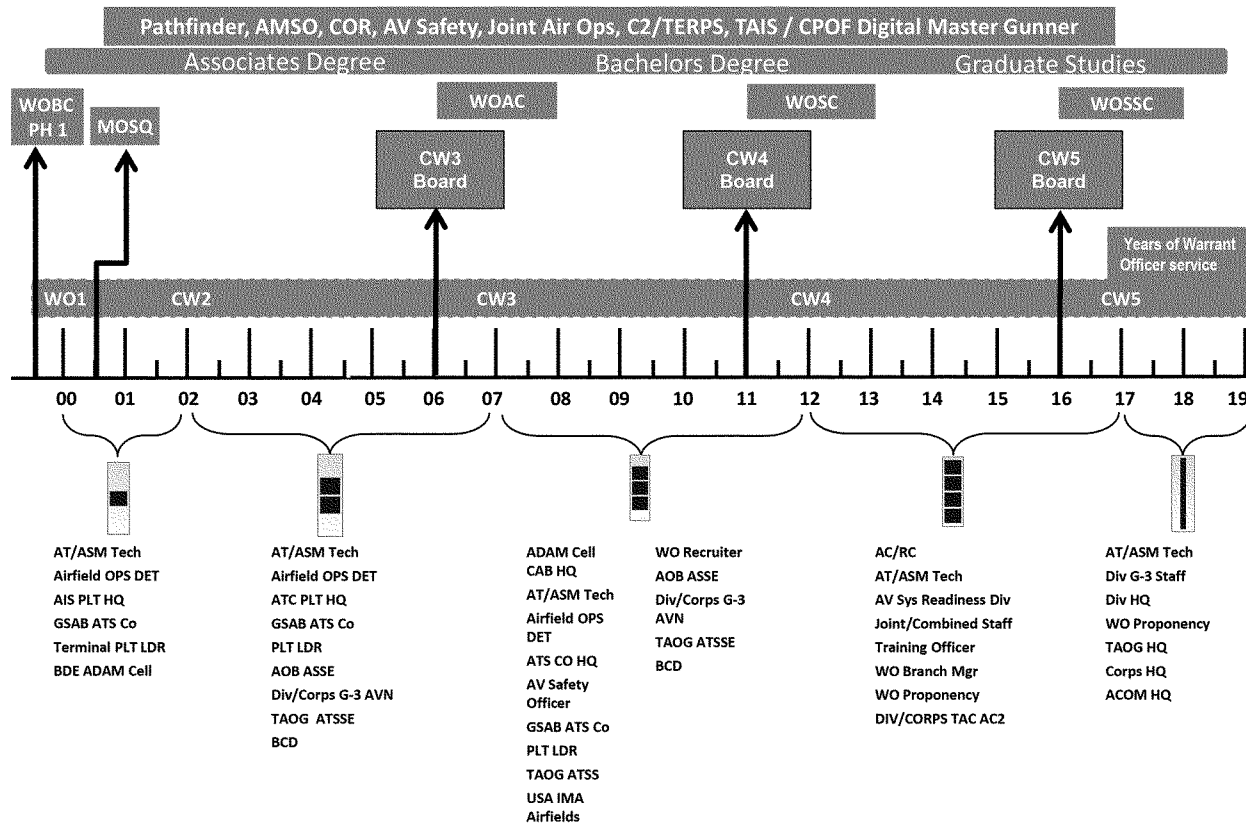 Pathfinder, AMSO, COR, AV Safety, Joint Air Ops, C2/TERPS, TAIS / CPOF Digital Master Gunner
Associates Degree
Bachelors Degree
Graduate Studies
WOBC
PH 1
MOSQ
WOAC
WOSC
WOSSC
CW3
Board
CW4
Board
CW5
Board
Years of Warrant
Officer service
WO1
CW2
CW3
CW4
CW5
00 01 02 03 04 05 06 07 08 09 10 11 12 13 14 15 16 17 18 19
AT/ASM Tech
Airfield OPS DET
AIS PLT HQ
GSAB ATS Co
Terminal PLT LDR
BDE ADAM Cell
AT/ASM Tech
Airfield OPS DET
ATC PLT HQ
GSAB ATS Co
PLT LDR
AOB ASSE
Div/Corps G-3 AVN
TAOG ATSSE
BCD
ADAM Cell
CAB HQ
AT/ASM Tech
Airfield OPS
DET
ATS CO HQ
AV Safety
Officer
GSAB ATS Co
PLT LDR
TAOG ATSS
USA IMA
Airfields
WO Recruiter
AOB ASSE
Div/Corps G-3
AVN
TAOG ATSSE
BCD
AC/RC
AT/ASM Tech
AV Sys Readiness Div
Joint/Combined Staff
Training Officer
WO Branch Mgr
WO Proponency
DIV/CORPS TAC AC2
AT/ASM Tech
Div G-3 Staff
Div HQ
WO Proponency
TAOG HQ
Corps HQ
ACOM HQ